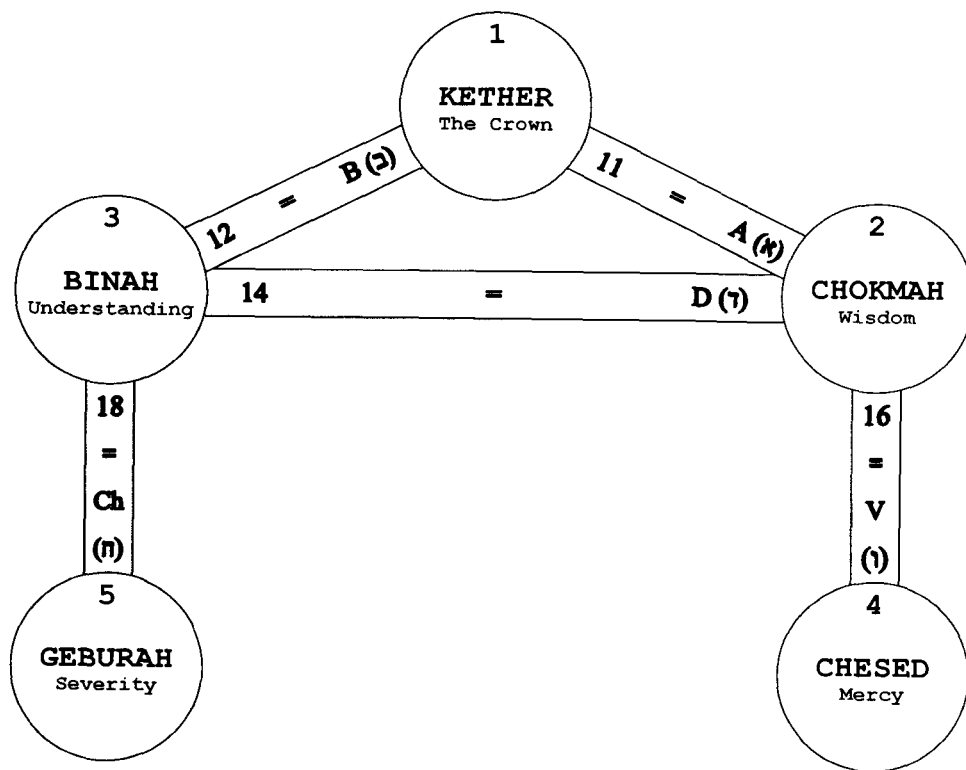 1
KETHER
The Crown
12 = B (ב)
11 = A (א)
3
BINAH
Understanding
14 = D (ד)
2
CHOKMAH
Wisdom
18
=
Ch
(ח)
16
=
V
(ו)
5
GEBURAH
Severity
4
CHESED
Mercy